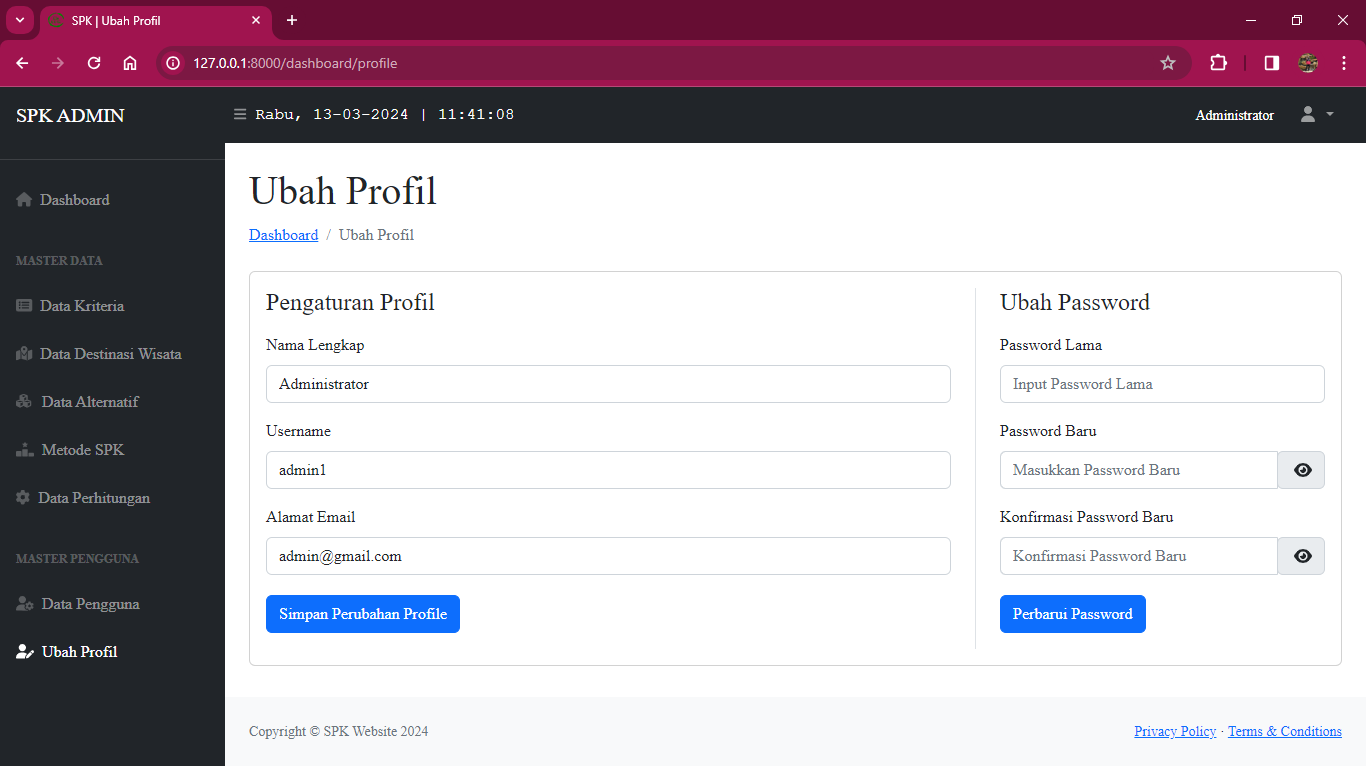 SPK | Ubah Profil
127.0.0.1:8000/dashboard/profile
SPK ADMIN
Rabu, 13-03-2024 | 11:41:08
Administrator
Dashboard
MASTER DATA
Data Kriteria
Data Destinasi Wisata
Data Alternatif
Metode SPK
Data Perhitungan
MASTER PENGGUNA
Data Pengguna
Ubah Profil
Ubah Profil
Dashboard / Ubah Profil
Pengaturan Profil
Nama Lengkap
Administrator
Username
admin1
Alamat Email
admin@gmail.com
Simpan Perubahan Profile
Ubah Password
Password Lama
Input Password Lama
Password Baru
Masukkan Password Baru
Konfirmasi Password Baru
Konfirmasi Password Baru
Perbarui Password
Copyright © SPK Website 2024
Privacy Policy · Terms & Conditions